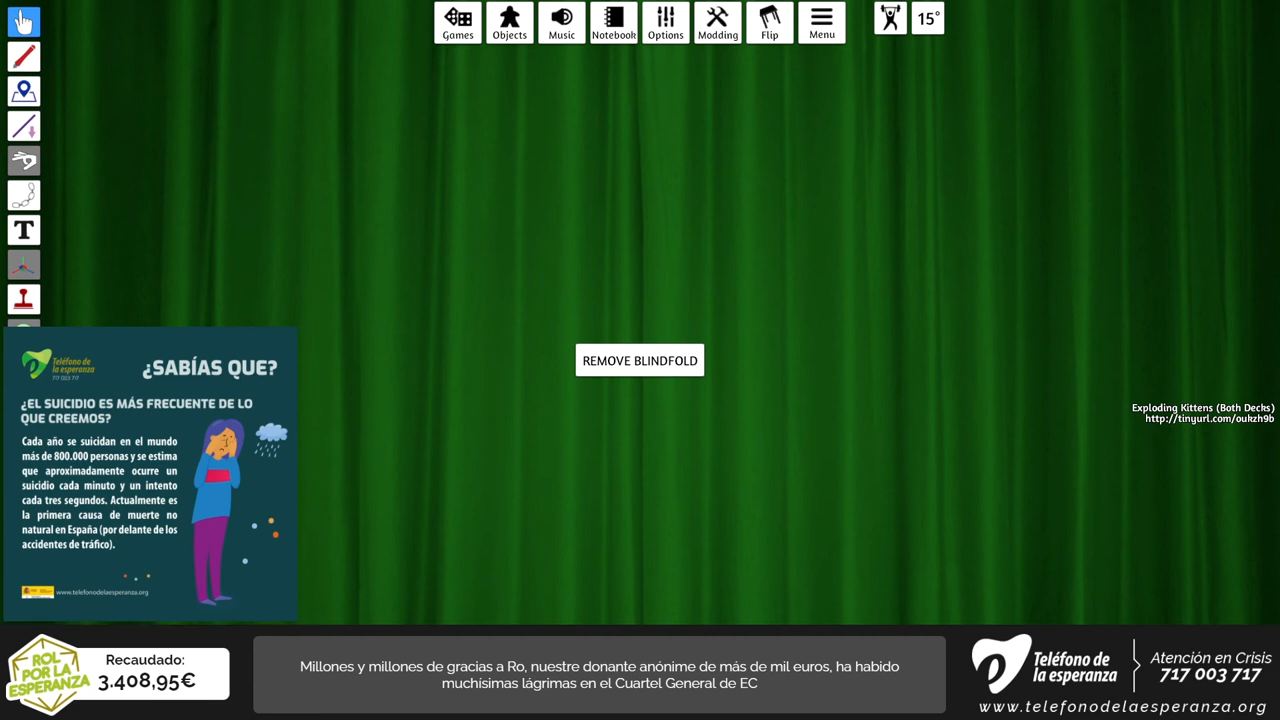 Games
Objects
Music
Notebook
Options
Modding
Flip
Menu
15°
T
REMOVE BLINDFOLD
Exploding Kittens (Both Decks)
http://tinyurl.com/oukzh9b
Teléfono de
la esperanza
717 003 717
¿SABÍAS QUE?
¿EL SUICIDIO ES MÁS FRECUENTE DE LO
QUE CREEMOS?
Cada año se suicidan en el mundo
más de 800.000 personas y se estima
que aproximadamente ocurre un
suicidio cada minuto y un intento
cada tres segundos. Actualmente es
la primera causa de muerte no
natural en España (por delante de los
accidentes de tráfico).
www.telefonodelaesperanza.org
ROL
POR LA
ESPERANZA
Recaudado:
3.408,95€
Millones y millones de gracias a Ro, nuestre donante anónime de más de mil euros, ha habido
muchísimas lágrimas en el Cuartel General de EC
Teléfono de
la esperanza
Atención en Crisis
717 003 717
www.telefonodelaesperanza.org